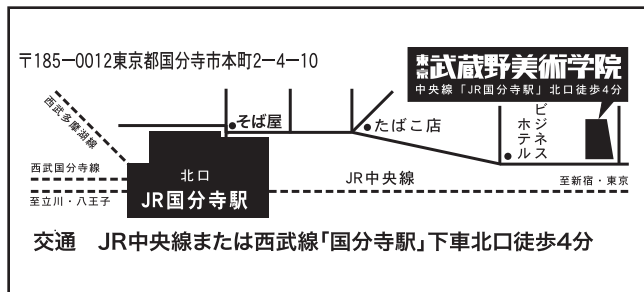 〒185-0012東京都国分寺市本町2-4-10
東京武蔵野美術学院
中央線「JR国分寺駅」北口徒歩4分
西武多摩湖線
そば屋
たばこ店
ビジネス
ホテル
西武国分寺線
北口
JR国分寺駅
JR中央線
至新宿・東京
至立川・八王子
交通 JR中央線または西武線「国分寺駅」下車北口徒歩4分